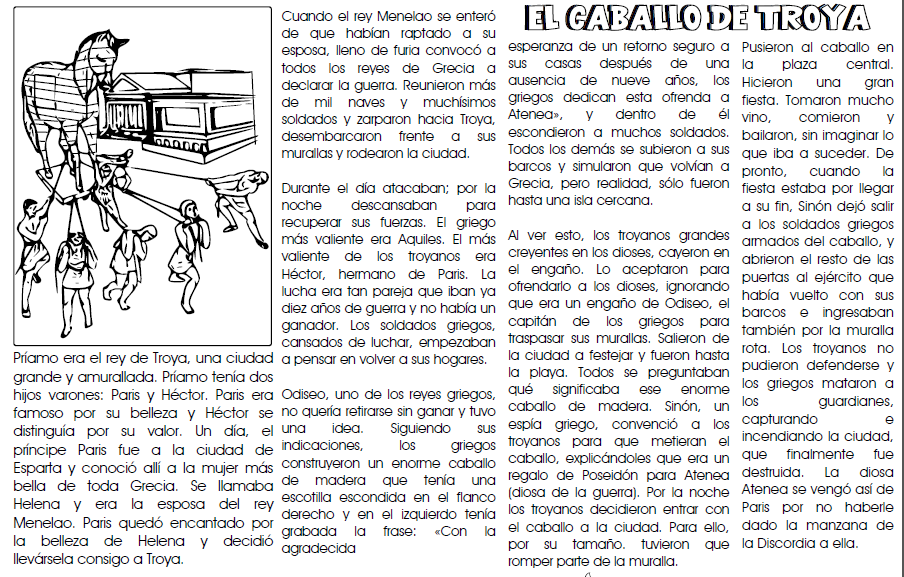 EL CABALLO DE TROYA
Príamo era el rey de Troya, una ciudad
grande y amurallada. Príamo tenía dos
hijos varones: Paris y Héctor. Paris era
famoso por su belleza y Héctor se
distinguía por su valor. Un día, el
príncipe Paris fue a la ciudad de
Esparta y conoció allí a la mujer más
bella de toda Grecia. Se llamaba
Helena y era la esposa del rey
Menelao. Paris quedó encantado por
la belleza de Helena y decidió
llevársela consigo a Troya.
Cuando el rey Menelao se enteró
de que habían raptado a su
esposa, lleno de furia convocó a
todos los reyes de Grecia a
declarar la guerra. Reunieron más
de mil naves y muchísimos
soldados y zarparon hacia Troya,
desembarcaron frente a sus
murallas y rodearon la ciudad.
Durante el día atacaban; por la
noche descansaban para
recuperar sus fuerzas. El griego
más valiente era Aquiles. El más
valiente de los troyanos era
Héctor, hermano de Paris. La
lucha era tan pareja que iban ya
diez años de guerra y no había un
ganador. Los soldados griegos,
cansados de luchar, empezaban
a pensar en volver a sus hogares.
Odiseo, uno de los reyes griegos,
no quería retirarse sin ganar y tuvo
una idea. Siguiendo sus
indicaciones, los griegos
construyeron un enorme caballo
de madera que tenía una
escotilla escondida en el flanco
derecho y en el izquierdo tenía
grabada la frase: «Con la
agradecida
esperanza de un retorno seguro a
sus casas después de una
ausencia de nueve años, los
griegos dedican esta ofrenda a
Atenea», y dentro de él
escondieron a muchos soldados.
Todos los demás se subieron a sus
barcos y simularon que volvían a
Grecia, pero realidad, sólo fueron
hasta una isla cercana.
Al ver esto, los troyanos grandes
creyentes en los dioses, cayeron en
el engaño. Lo aceptaron para
ofrendarlo a los dioses, ignorando
que era un engaño de Odiseo, el
capitán de los griegos para
traspasar sus murallas. Salieron de
la ciudad a festejar y fueron hasta
la playa. Todos se preguntaban
qué significaba ese enorme
caballo de madera. Sinón, un
espía griego, convenció a los
troyanos para que metieran el
caballo, explicándoles que era un
regalo de Poseidón para Atenea
(diosa de la guerra). Por la noche
los troyanos decidieron entrar con
el caballo a la ciudad. Para ello,
por su tamaño. tuvieron que
romper parte de la muralla.
Pusieron al caballo en
la plaza central.
Hicieron una gran
fiesta. Tomaron mucho
vino, comieron y
bailaron, sin imaginar lo
que iba a suceder. De
pronto, cuando la
fiesta estaba por llegar
a su fin, Sinón dejó salir
a los soldados griegos
armados del caballo, y
abrieron el resto de las
puertas al ejército que
había vuelto con sus
barcos e ingresaban
también por la muralla
rota. Los troyanos no
pudieron defenderse y
los griegos mataron a
los guardianes,
capturando e
incendiando la ciudad,
que finalmente fue
destruida. La diosa
Atenea se vengó así de
Paris por no haberle
dado la manzana de
la Discordia a ella.